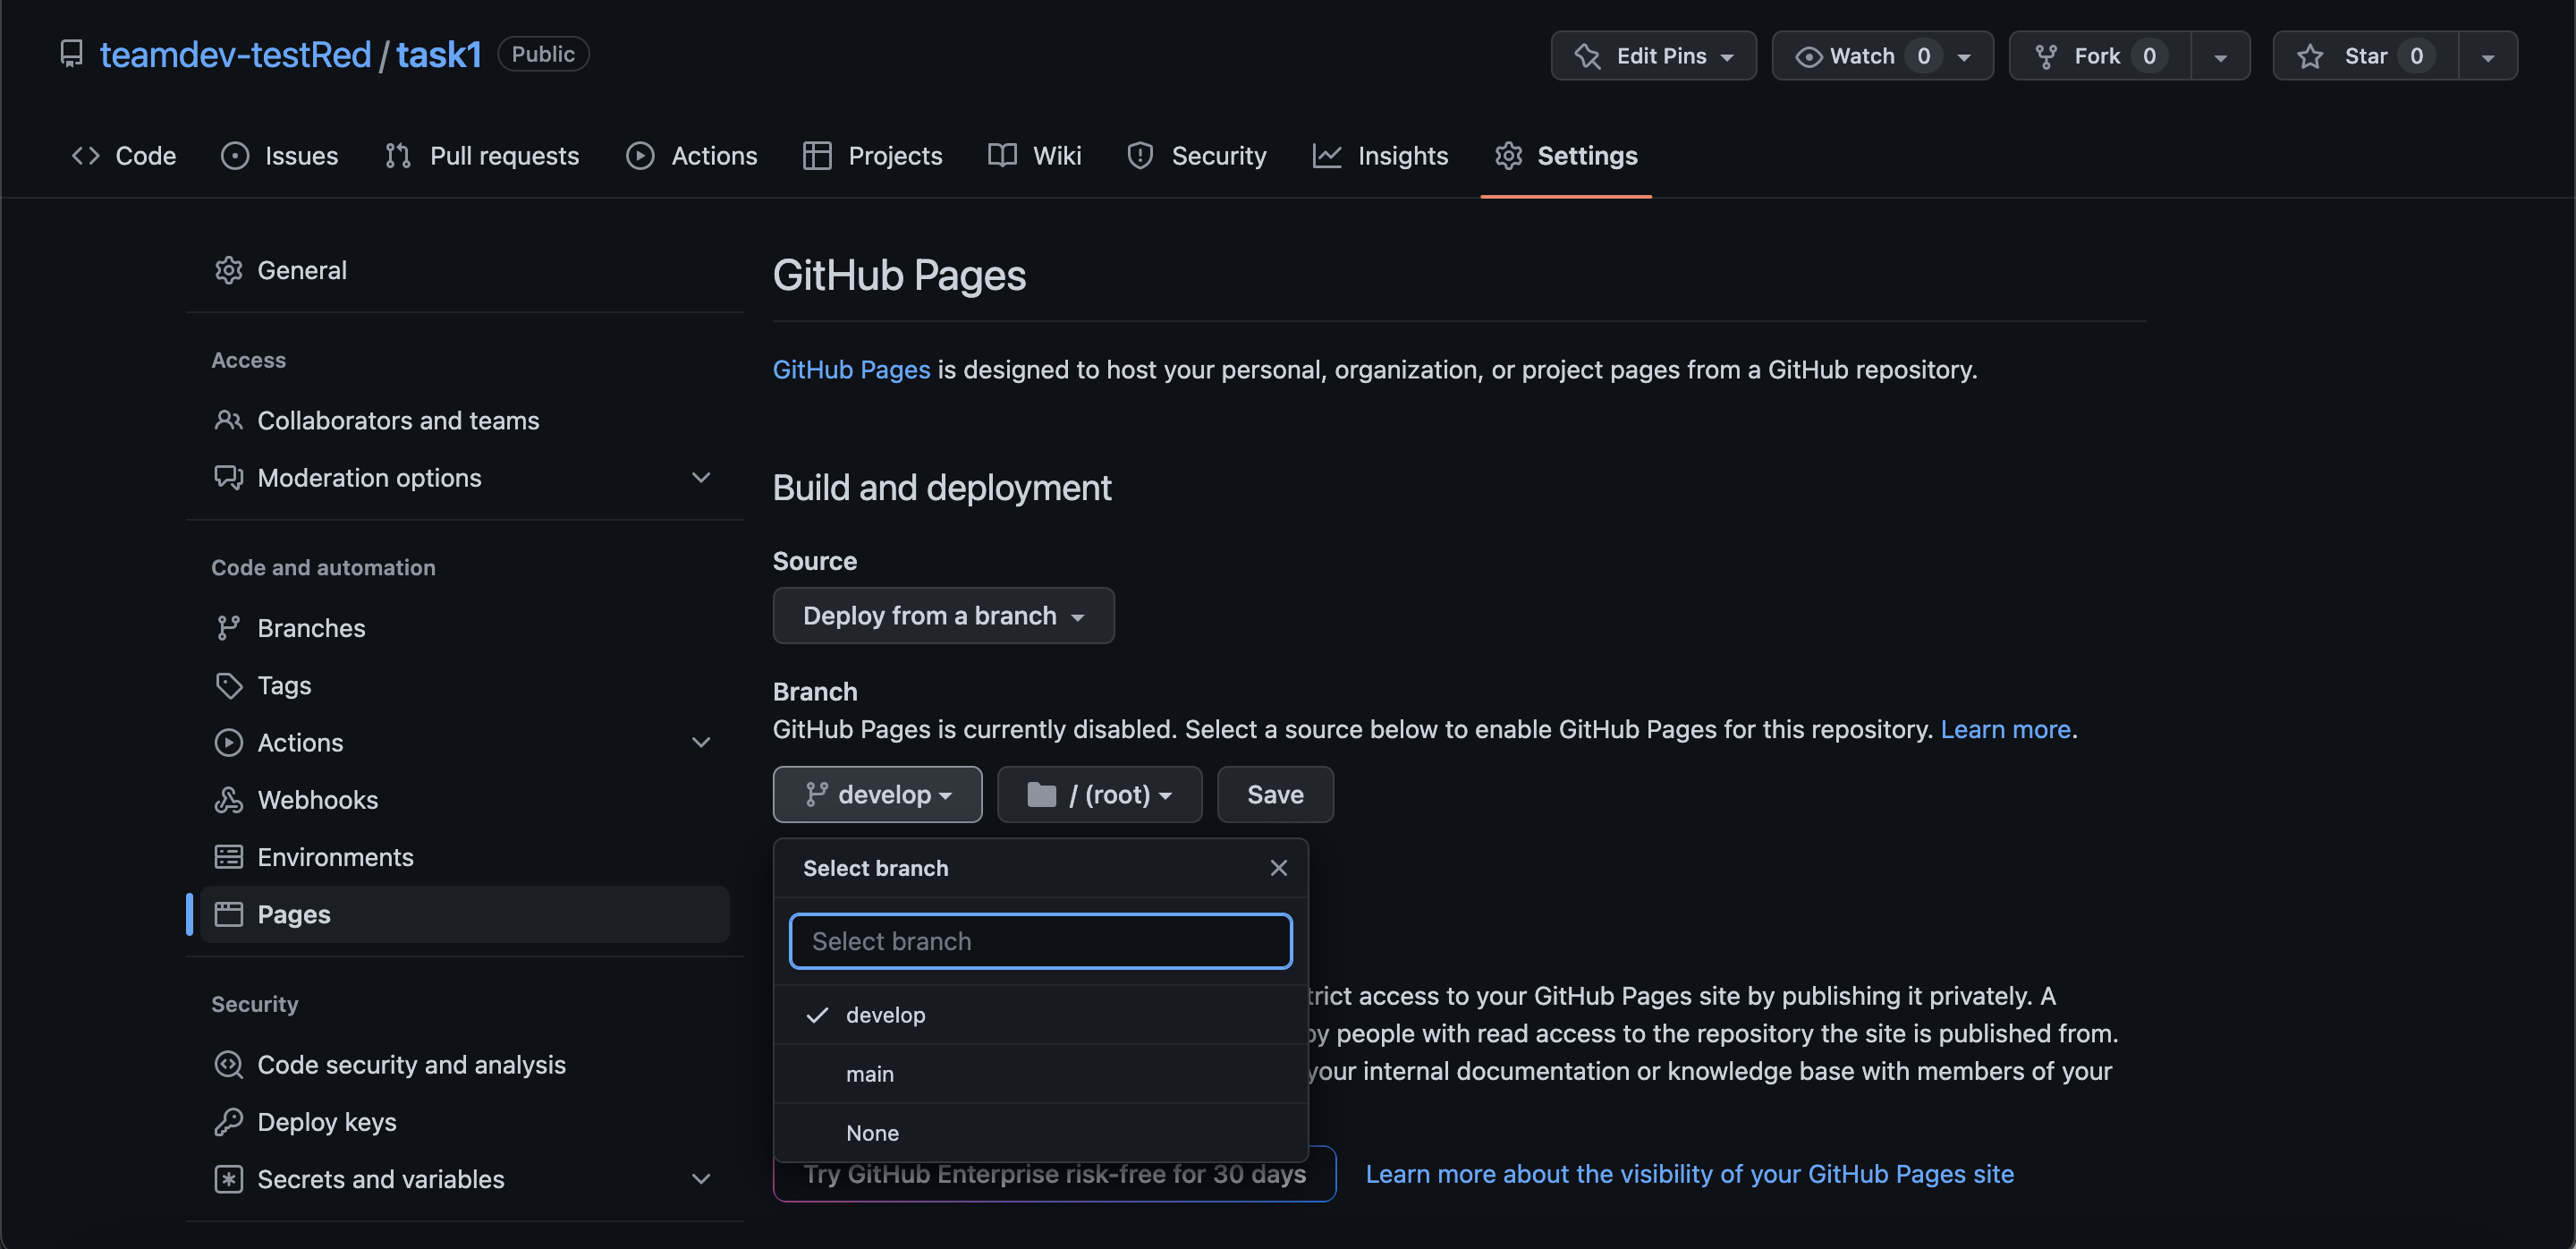 teamdev-testRed / task1 Public
Edit Pins Watch 0 Fork 0 Star 0
Code Issues Pull requests Actions Projects Wiki Security Insights Settings
General
Access
Collaborators and teams
Moderation options
Code and automation
Branches
Tags
Actions
Webhooks
Environments
Pages
Security
Code security and analysis
Deploy keys
Secrets and variables
GitHub Pages
GitHub Pages is designed to host your personal, organization, or project pages from a GitHub repository.
Build and deployment
Source
Deploy from a branch
Branch
GitHub Pages is currently disabled. Select a source below to enable GitHub Pages for this repository. Learn more.
develop / (root) Save
Select branch
Select branch
develop
main
None
trict access to your GitHub Pages site by publishing it privately. A
by people with read access to the repository the site is published from.
your internal documentation or knowledge base with members of your
Try GitHub Enterprise risk-free for 30 days Learn more about the visibility of your GitHub Pages site